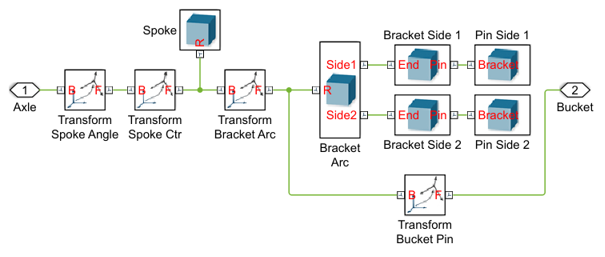 Spoke
R
Bracket Side 1
Pin Side 1
Side1
End
Pin
Bracket
1
B
F
B
F
B
F
R
2
Axle
Transform
Spoke Angle
Transform
Spoke Ctr
Transform
Bracket Arc
Side2
End
Pin
Bracket
Bucket
Bracket
Arc
Bracket Side 2
Pin Side 2
B
F
Transform
Bucket Pin